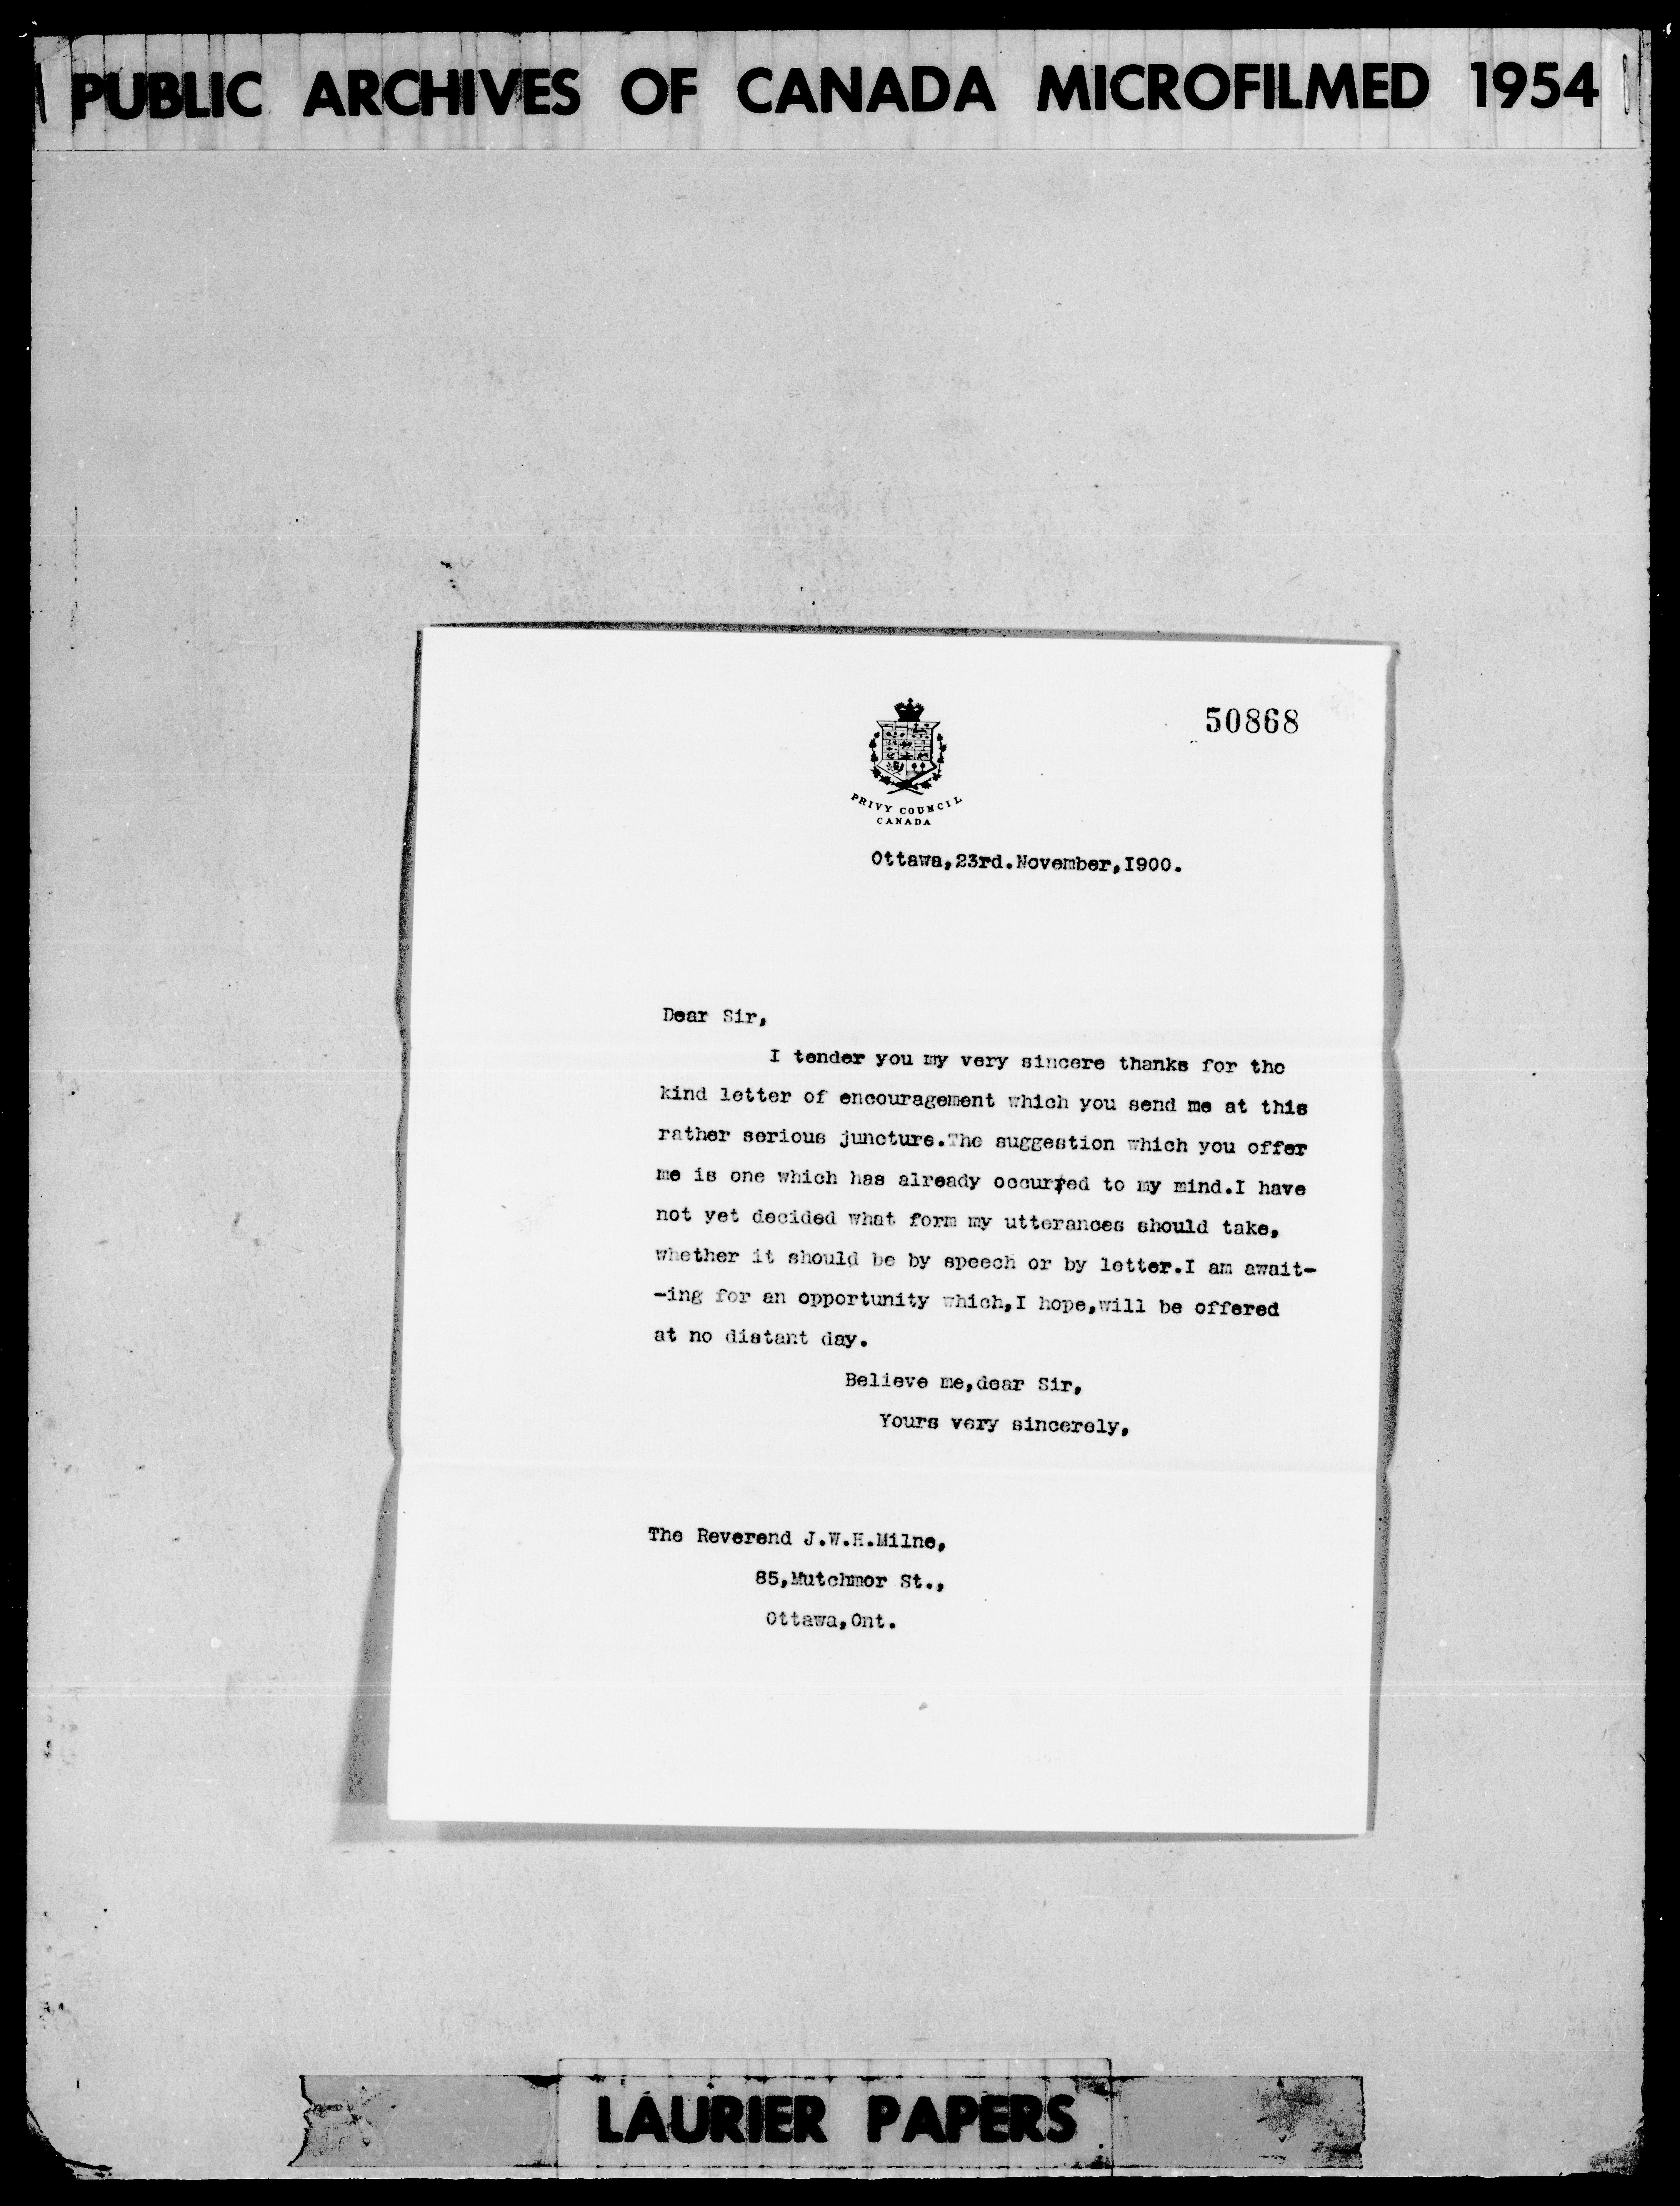 PUBLIC ARCHIVES OF CANADA MICROFILMED 1954
50868
PRIVY COUNCIL
CANADA
Ottawa,23rd.November,I900.
Dear Sir,
I tender you my very sincere thanks for the
kind letter of encouragement which you send me at this
rather serious juncture.The suggestion which you offer
me is one which has already occurred to my mind.I have
not yet decided what form my utterances should take,
whether it should be by speech or by letter.I am await-
-ing for an opportunity which,I hope,will be offered
at no distant day.
Believe me,dear Sir,
Yours very sincerely,
The Reverend J.W.H.Milne,
85,Mutchmor St.,
Ottawa,Ont.
LAURIER PAPERS